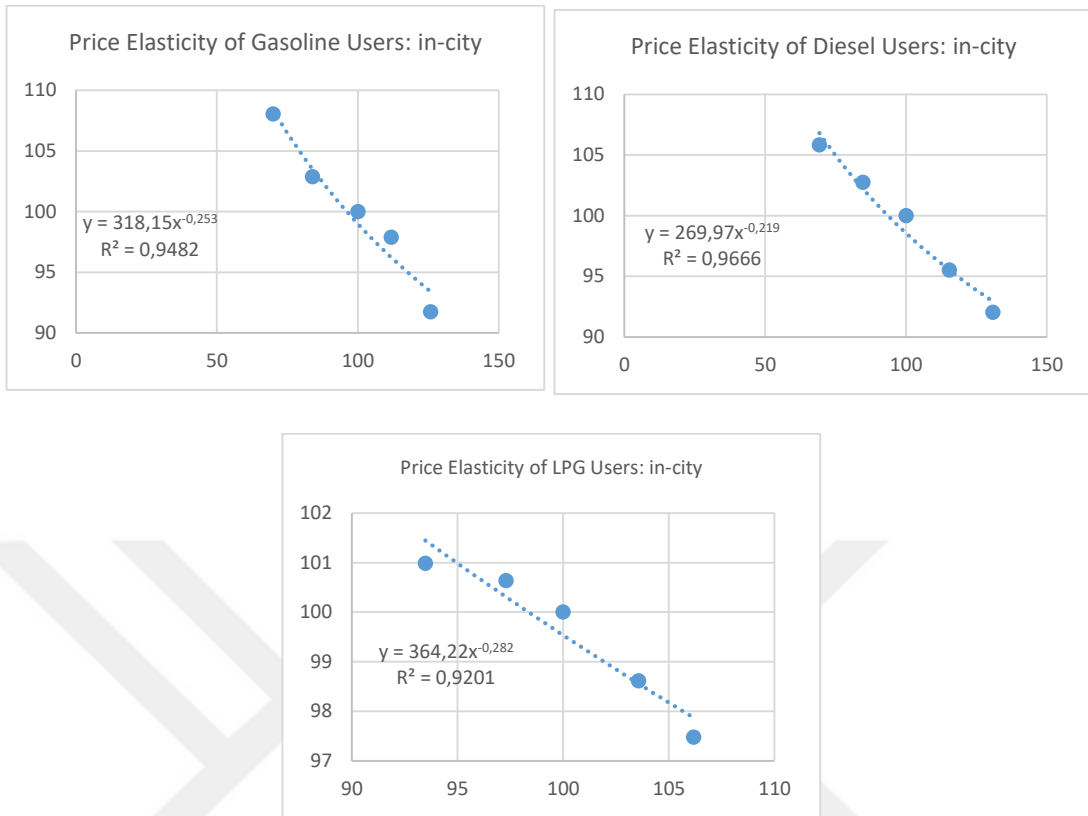 Price Elasticity of Gasoline Users: in-city
110
105
100
95
90
y = 318,15x^-0,253
R² = 0,9482
0 50 100 150
Price Elasticity of Diesel Users: in-city
110
105
100
95
90
y = 269,97x^-0,219
R² = 0,9666
0 50 100 150
Price Elasticity of LPG Users: in-city
102
101
100
99
98
97
y = 364,22x^-0,282
R² = 0,9201
90 95 100 105 110